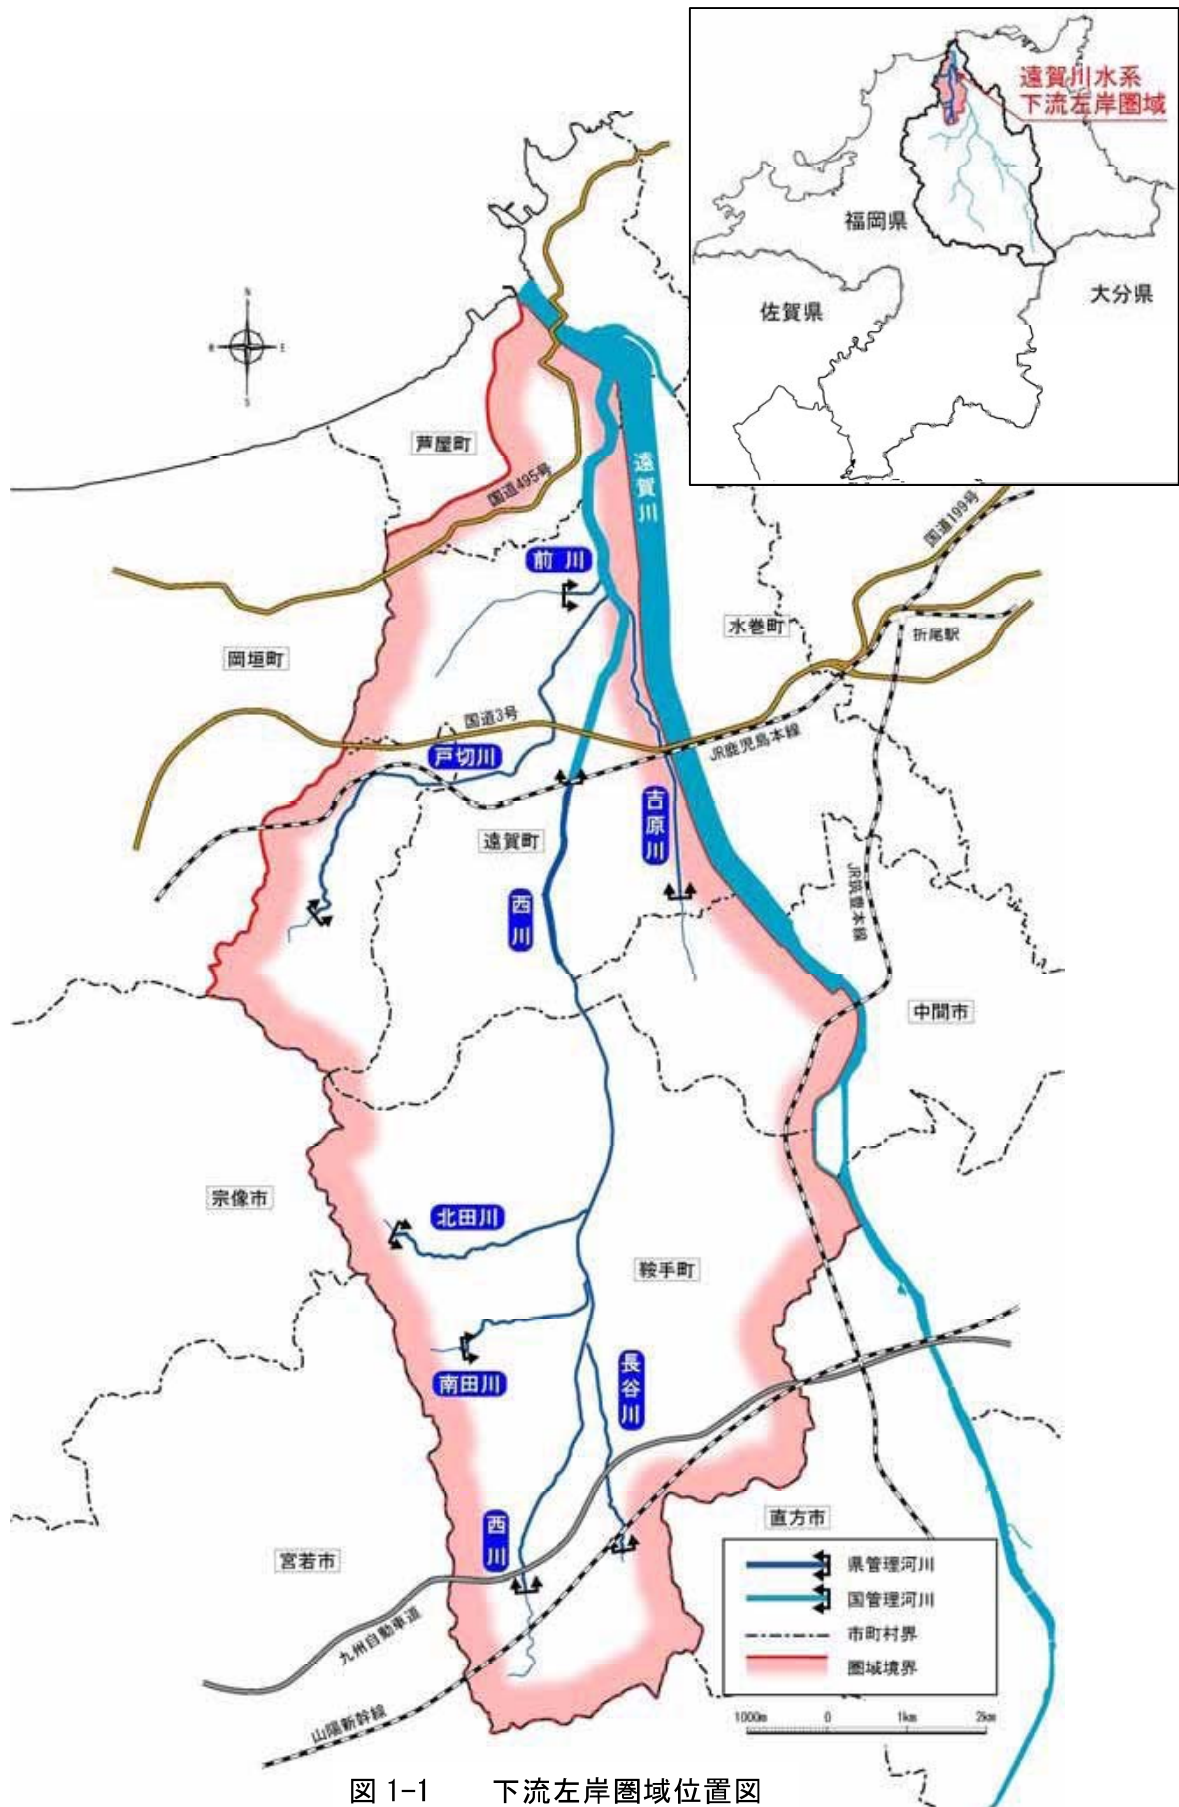 遠賀川水系
下流左岸圏域
福岡県
佐賀県
大分県
N
E
S
芦屋町
国道495号
遠賀川
国道199号
前川
水巻町
折尾駅
岡垣町
国道3号
JR鹿児島本線
戸切川
吉原川
遠賀町
JR筑豊本線
西川
中間市
宗像市
北田川
鞍手町
長谷川
南田川
西川
直方市
宮若市
県管理河川
国管理河川
市町村界
圏域境界
九州自動車道
山陽新幹線
1000m 0 1km 2km
図 1-1 下流左岸圏域位置図